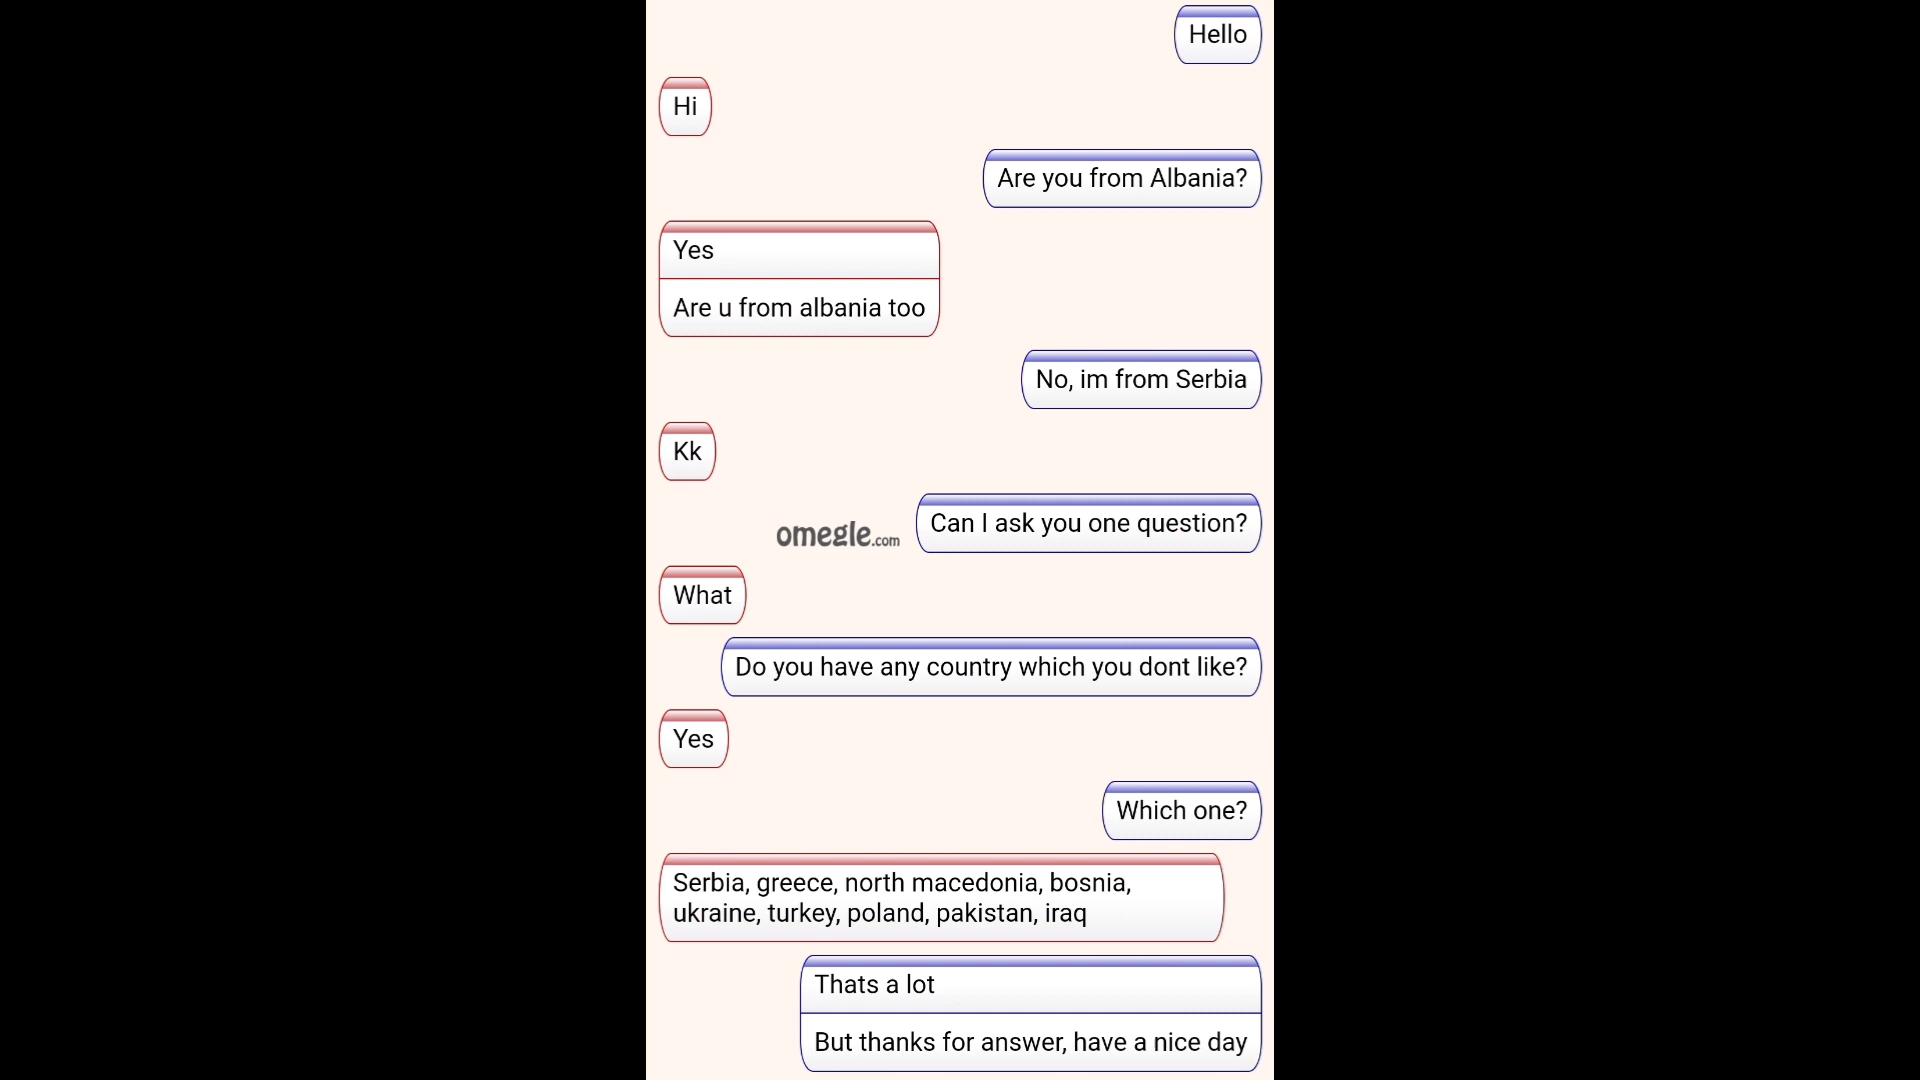 Hello
Hi
Are you from Albania?
Yes
Are u from albania too
No, im from Serbia
Kk
Can I ask you one question?
omegle.com
What
Do you have any country which you dont like?
Yes
Which one?
Serbia, greece, north macedonia, bosnia,
ukraine, turkey, poland, pakistan, iraq
Thats a lot
But thanks for answer, have a nice day